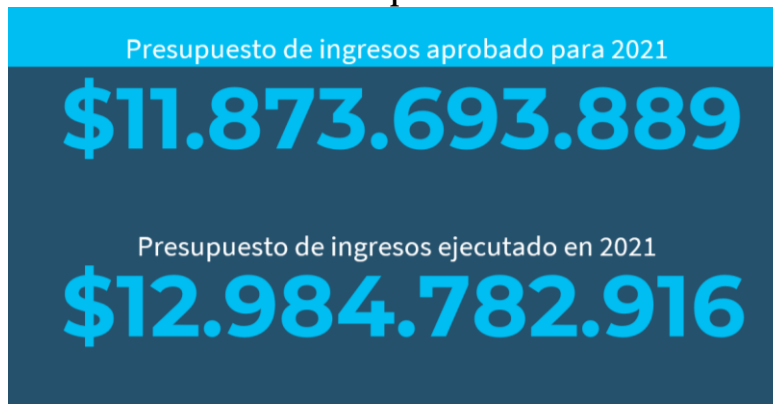 Presupuesto de ingresos aprobado para 2021
$11.873.693.889
Presupuesto de ingresos ejecutado en 2021
$12.984.782.916